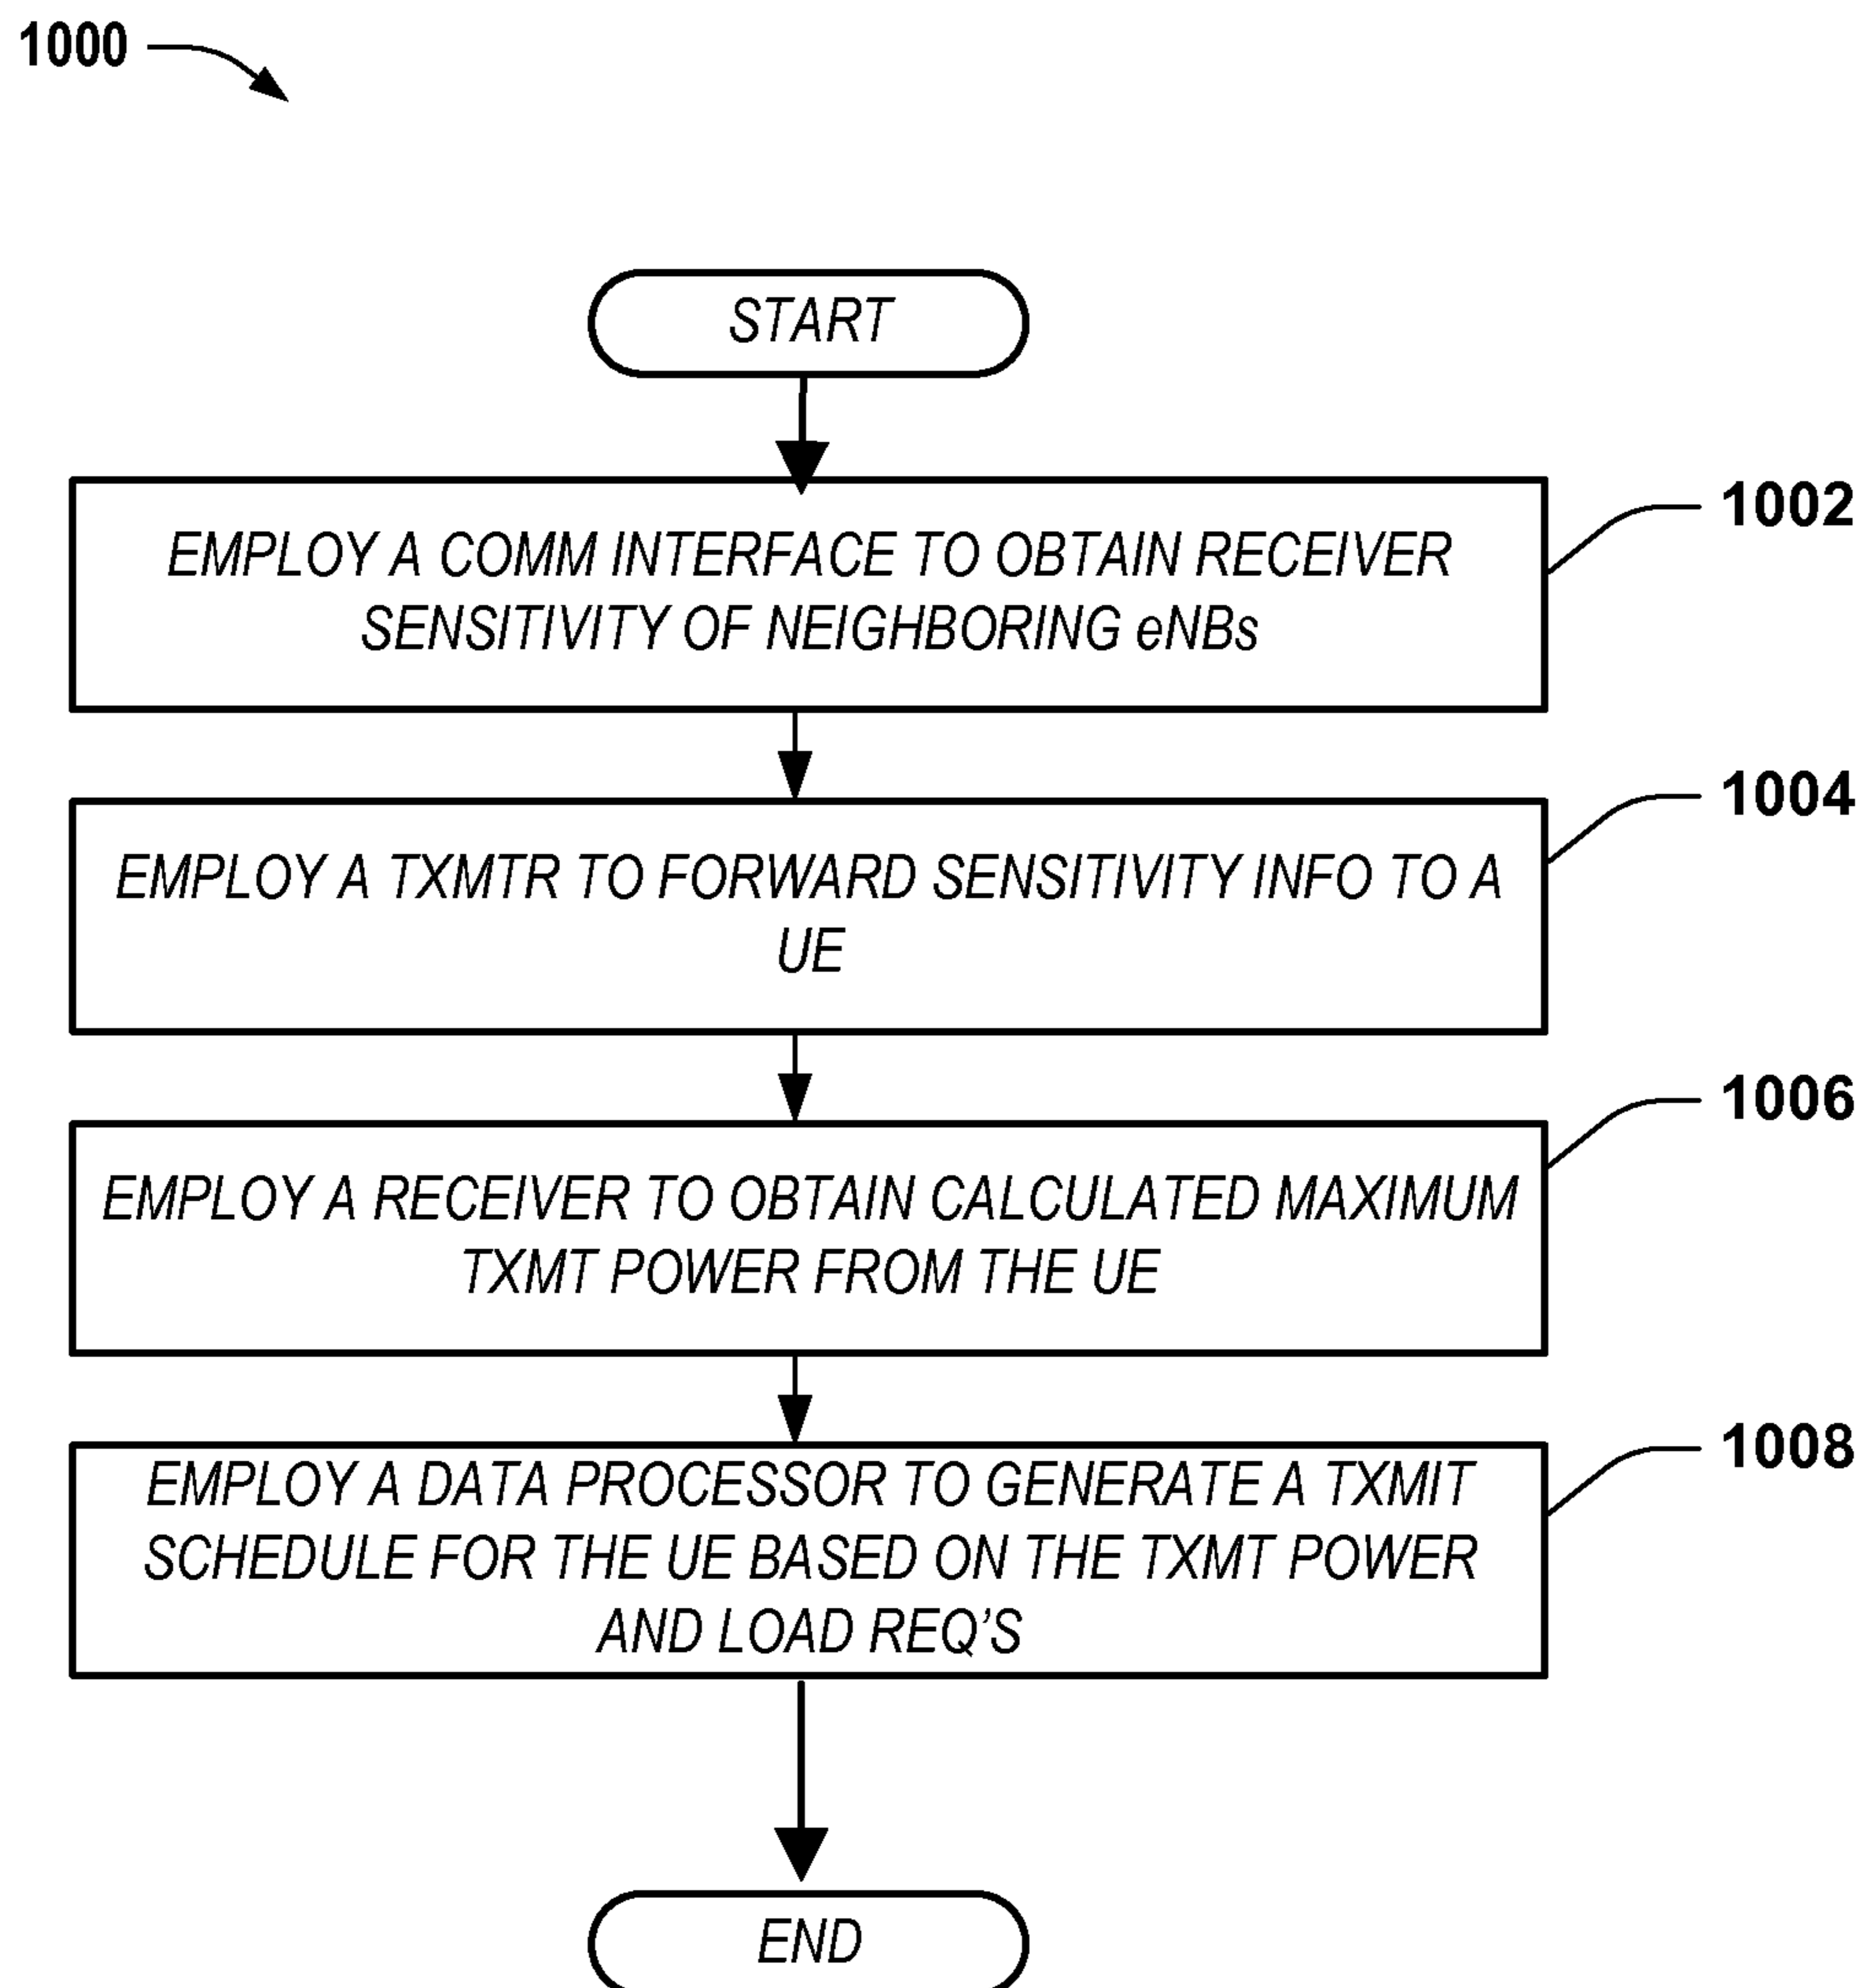 1000
START
EMPLOY A COMM INTERFACE TO OBTAIN RECEIVER
SENSITIVITY OF NEIGHBORING eNBs
1002
EMPLOY A TXMTR TO FORWARD SENSITIVITY INFO TO A
UE
1004
EMPLOY A RECEIVER TO OBTAIN CALCULATED MAXIMUM
TXMT POWER FROM THE UE
1006
EMPLOY A DATA PROCESSOR TO GENERATE A TXMIT
SCHEDULE FOR THE UE BASED ON THE TXMT POWER
AND LOAD REQ'S
1008
END